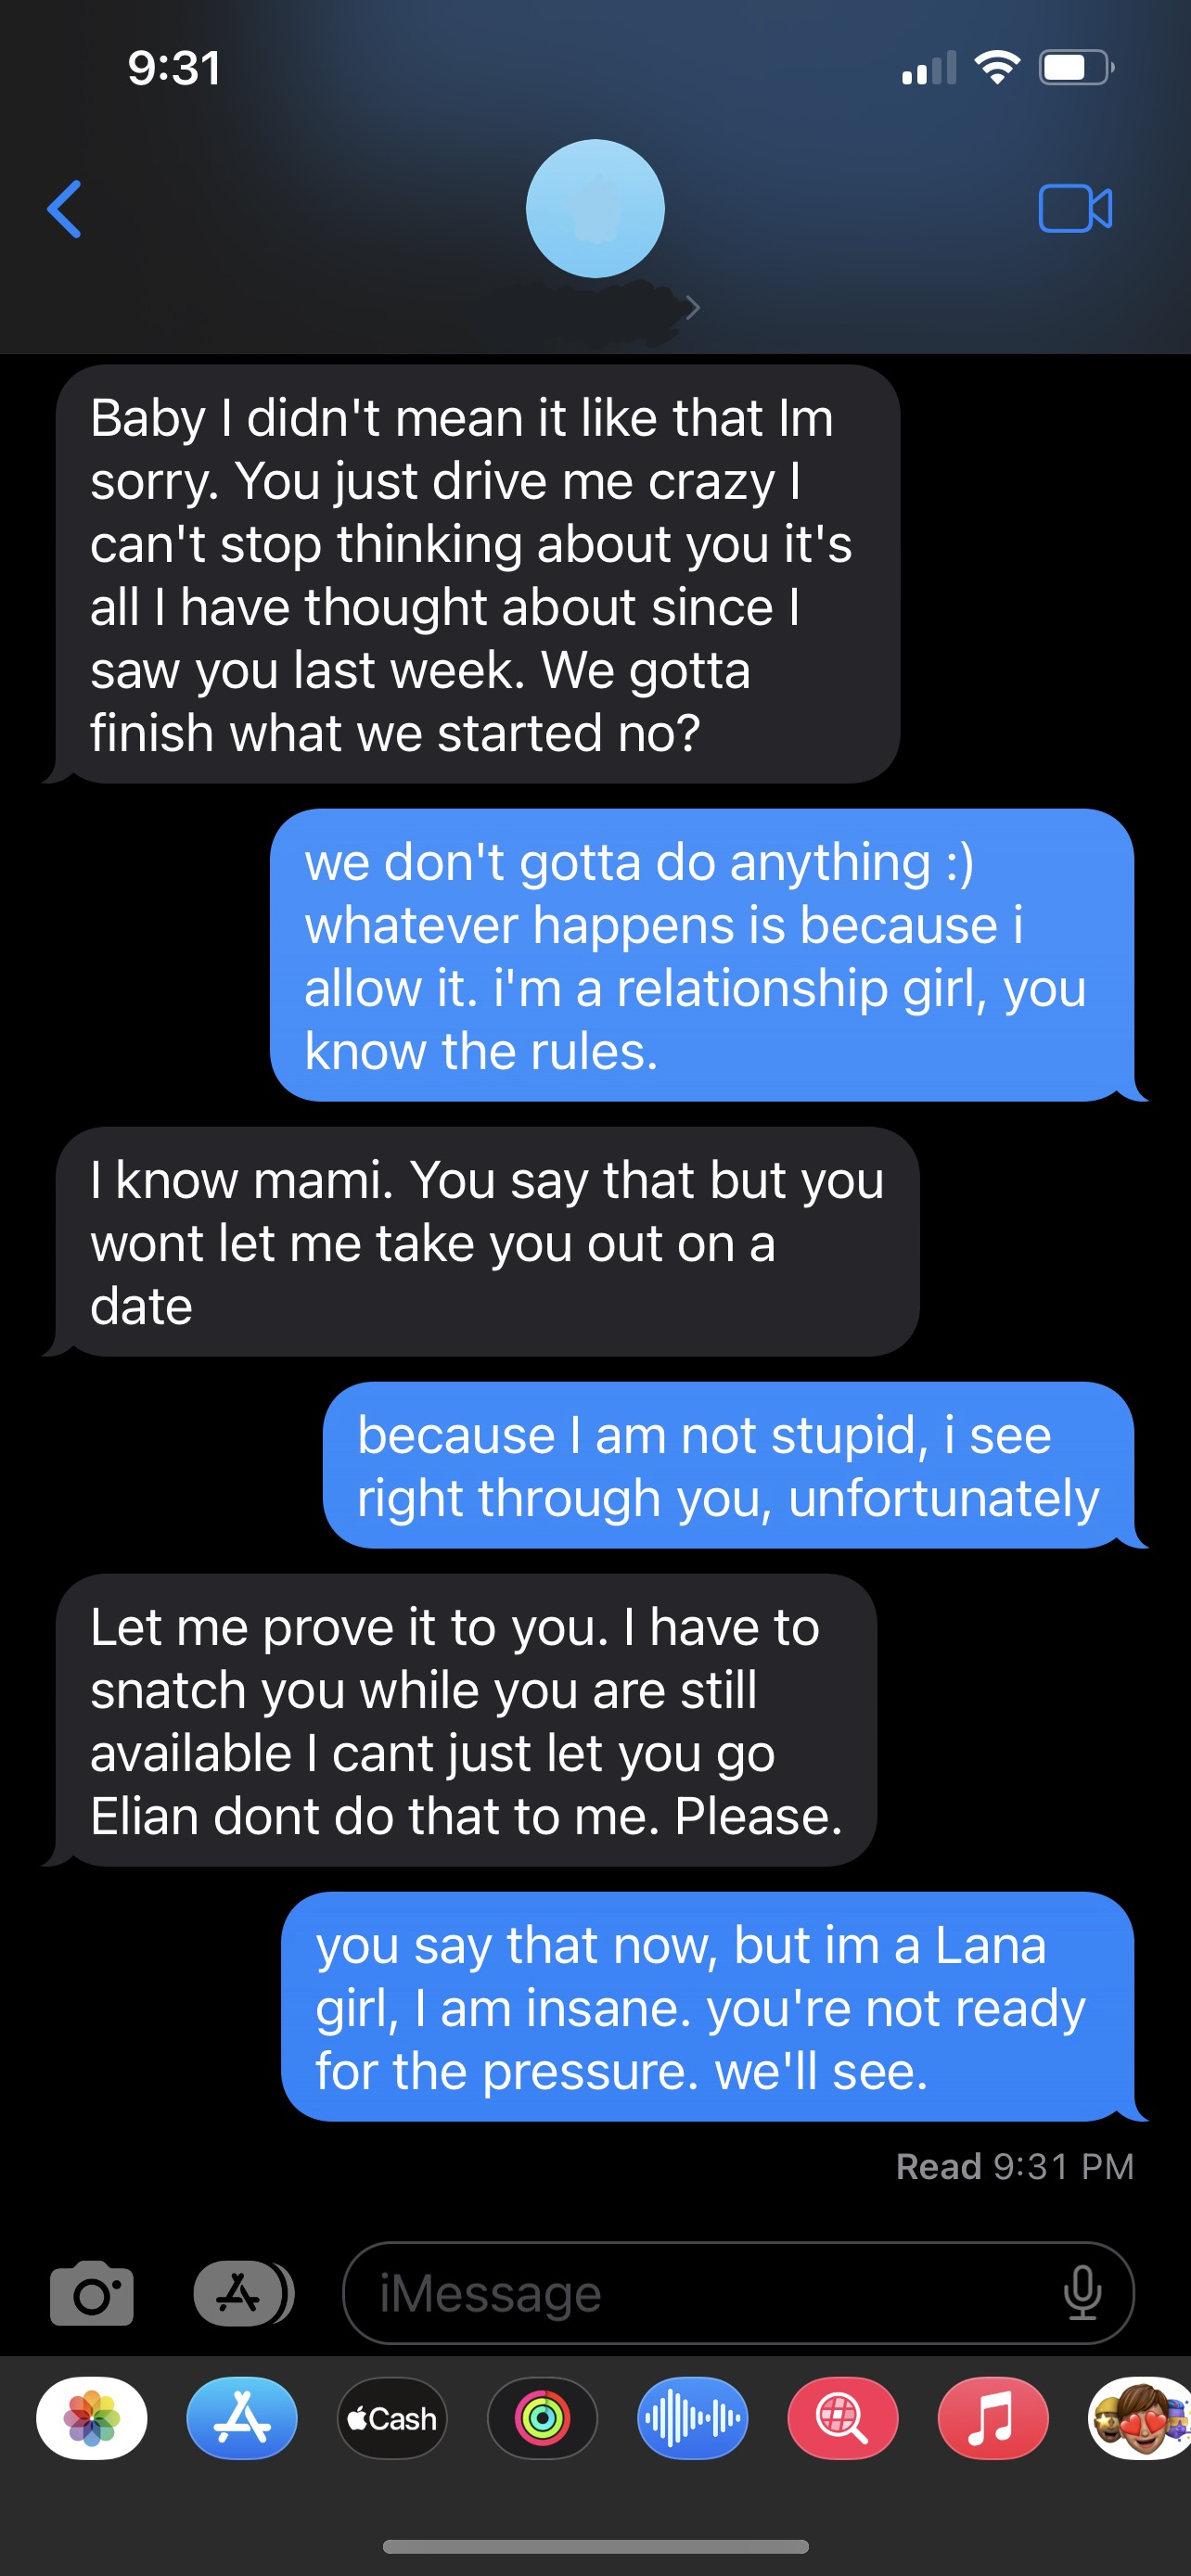 9:31
Baby I didn't mean it like that Im
sorry. You just drive me crazy I
can't stop thinking about you it's
all I have thought about since I
saw you last week. We gotta
finish what we started no?
we don't gotta do anything :)
whatever happens is because i
allow it. i'm a relationship girl, you
know the rules.
I know mami. You say that but you
wont let me take you out on a
date
because I am not stupid, i see
right through you, unfortunately
Let me prove it to you. I have to
snatch you while you are still
available I cant just let you go
Elian dont do that to me. Please.
you say that now, but im a Lana
girl, I am insane. you're not ready
for the pressure. we'll see.
Read 9:31 PM
iMessage
Cash